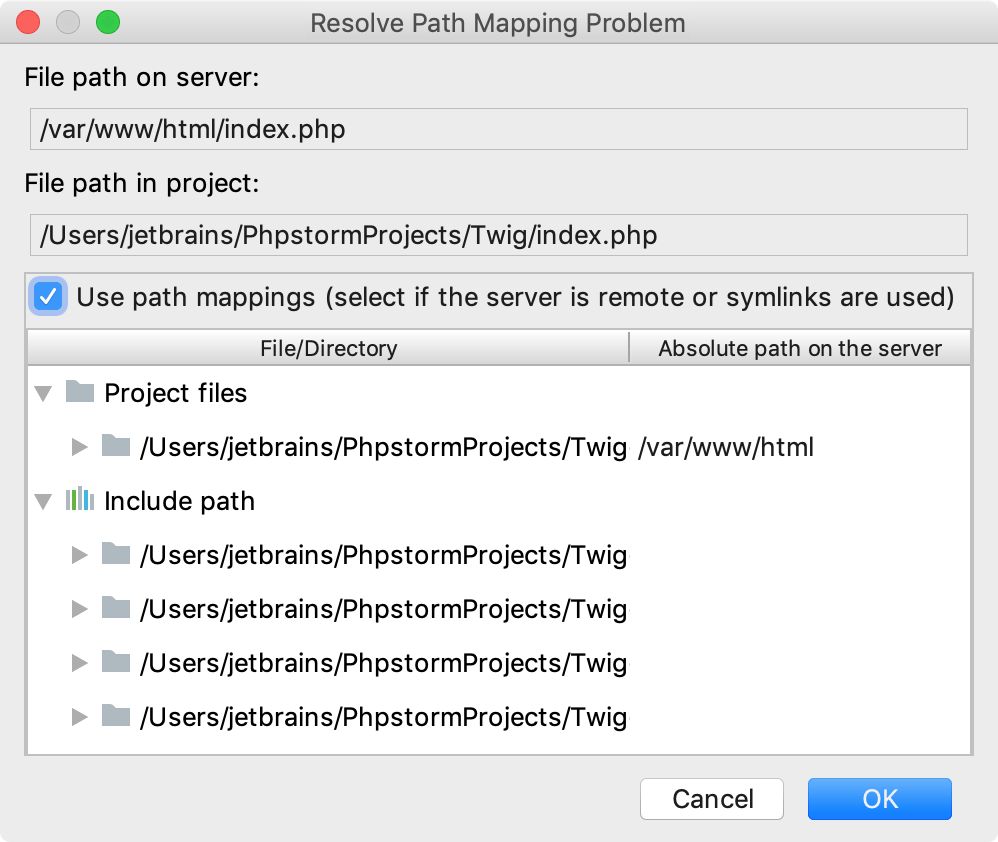 Resolve Path Mapping Problem
File path on server:
/var/www/html/index.php
File path in project:
/Users/jetbrains/PhpstormProjects/Twig/index.php
Use path mappings (select if the server is remote or symlinks are used)
File/Directory Absolute path on the server
Project files
/Users/jetbrains/PhpstormProjects/Twig /var/www/html
Include path
/Users/jetbrains/PhpstormProjects/Twig
/Users/jetbrains/PhpstormProjects/Twig
/Users/jetbrains/PhpstormProjects/Twig
/Users/jetbrains/PhpstormProjects/Twig
Cancel OK